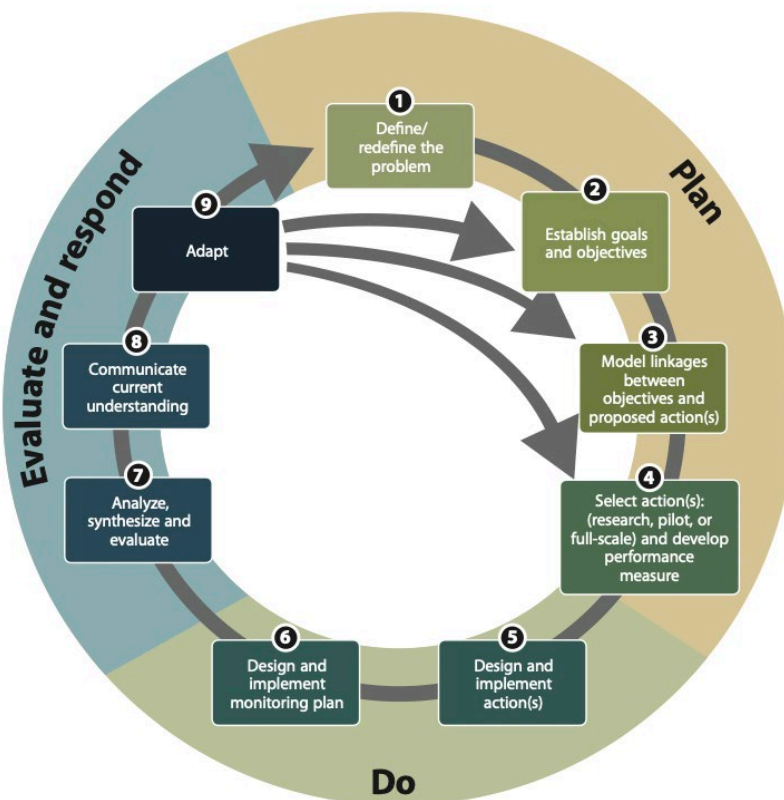 1
Define/
redefine the
problem
2
Establish goals
and objectives
3
Model linkages
between
objectives and
proposed action(s)
4
Select action(s):
(research, pilot, or
full-scale) and develop
performance
measure
5
Design and
implement
action(s)
6
Design and
implement
monitoring plan
7
Analyze,
synthesize and
evaluate
8
Communicate
current
understanding
9
Adapt
Plan
Do
Evaluate and respond